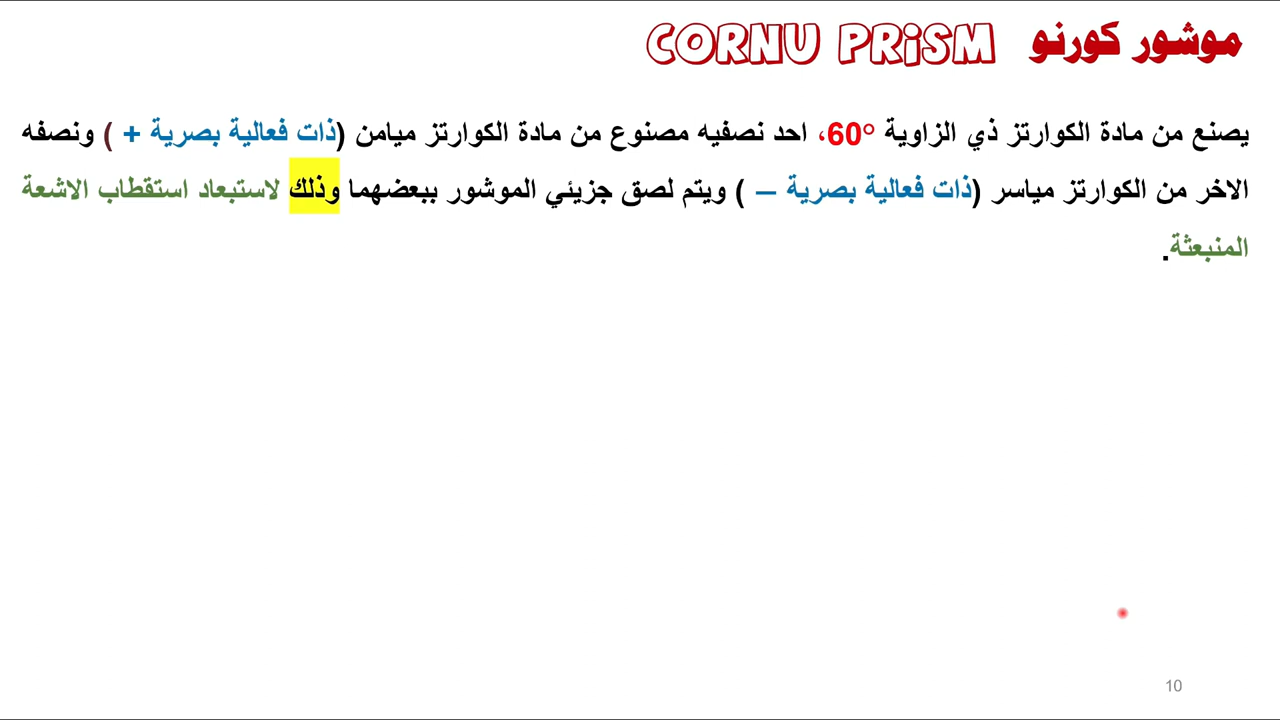 موشور كورنو CORNU PRiSM
يصنع من مادة الكوارتز ذي الزاوية 60°، احد نصفيه مصنوع من مادة الكوارتز ميامن (ذات فعالية بصرية + ) ونصفه
الاخر من الكوارتز مياسر (ذات فعالية بصرية – ) ويتم لصق جزيئي الموشور ببعضهما وذلك لاستبعاد استقطاب الاشعة
المنبعثة.
10